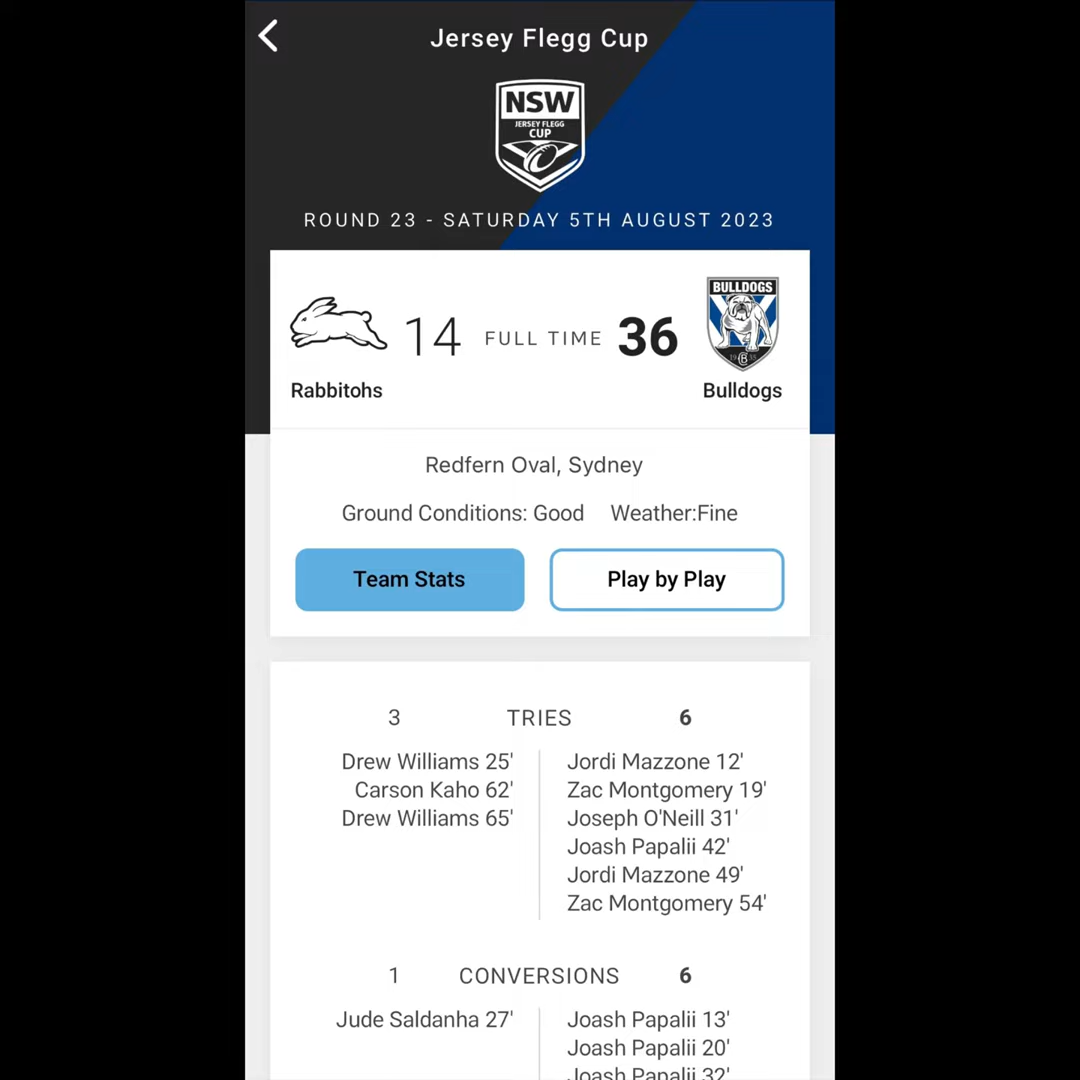 Jersey Flegg Cup
NSW
JERSEY FLEGG
CUP
ROUND 23 - SATURDAY 5TH AUGUST 2023
BULLDOGS
14 FULL TIME 36
Rabbitohs Bulldogs
Redfern Oval, Sydney
Ground Conditions: Good Weather:Fine
Team Stats Play by Play
3 TRIES 6
Drew Williams 25' Jordi Mazzone 12'
Carson Kaho 62' Zac Montgomery 19'
Drew Williams 65' Joseph O'Neill 31'
Joash Papalii 42'
Jordi Mazzone 49'
Zac Montgomery 54'
1 CONVERSIONS 6
Jude Saldanha 27' Joash Papalii 13'
Joash Papalii 20'
Joash Papalii 32'